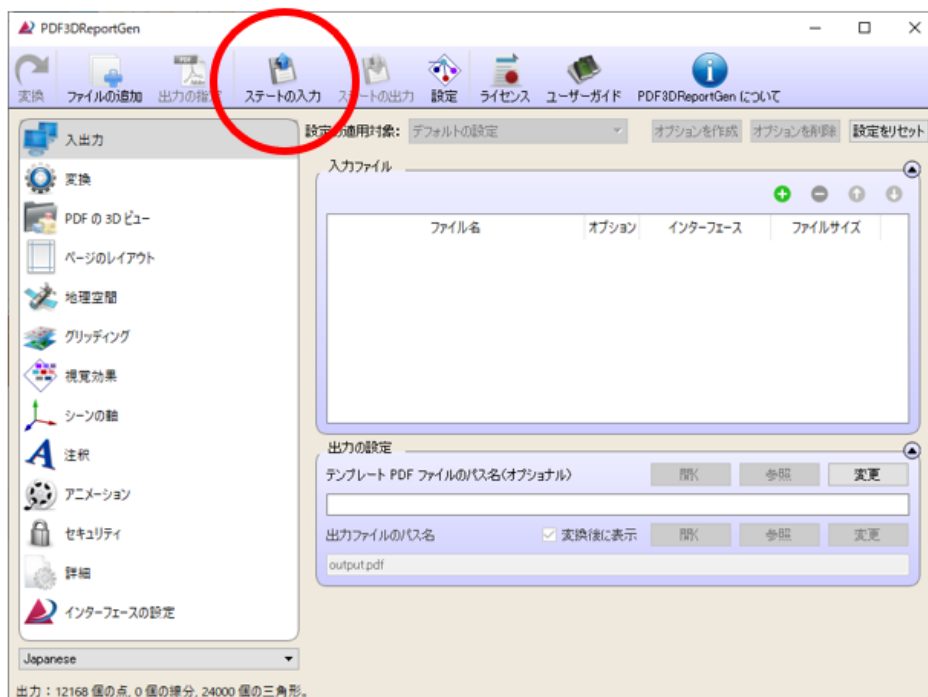 PDF3DReportGen
変換 ファイルの追加 出力の指定 ステートの入力 ステートの出力 設定 ライセンス ユーザーガイド PDF3DReportGen について
入出力
変換
PDF の 3D ビュー
ページのレイアウト
地理空間
グリッディング
視覚効果
シーンの軸
注釈
アニメーション
セキュリティ
詳細
インターフェースの設定
Japanese
設定の適用対象: デフォルトの設定 オプションを作成 オプションを削除 設定をリセット
入力ファイル
ファイル名 オプション インターフェース ファイルサイズ
出力の設定
テンプレート PDF ファイルのパス名(オプショナル) 開く 参照 変更
出力ファイルのパス名 変換後に表示 開く 参照 変更
output.pdf
出力：12168 個の点, 0 個の線分, 24000 個の三角形。